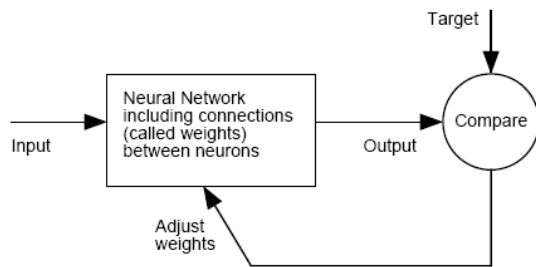 Target
Neural Network
including connections
(called weights)
between neurons
Compare
Input
Output
Adjust
weights